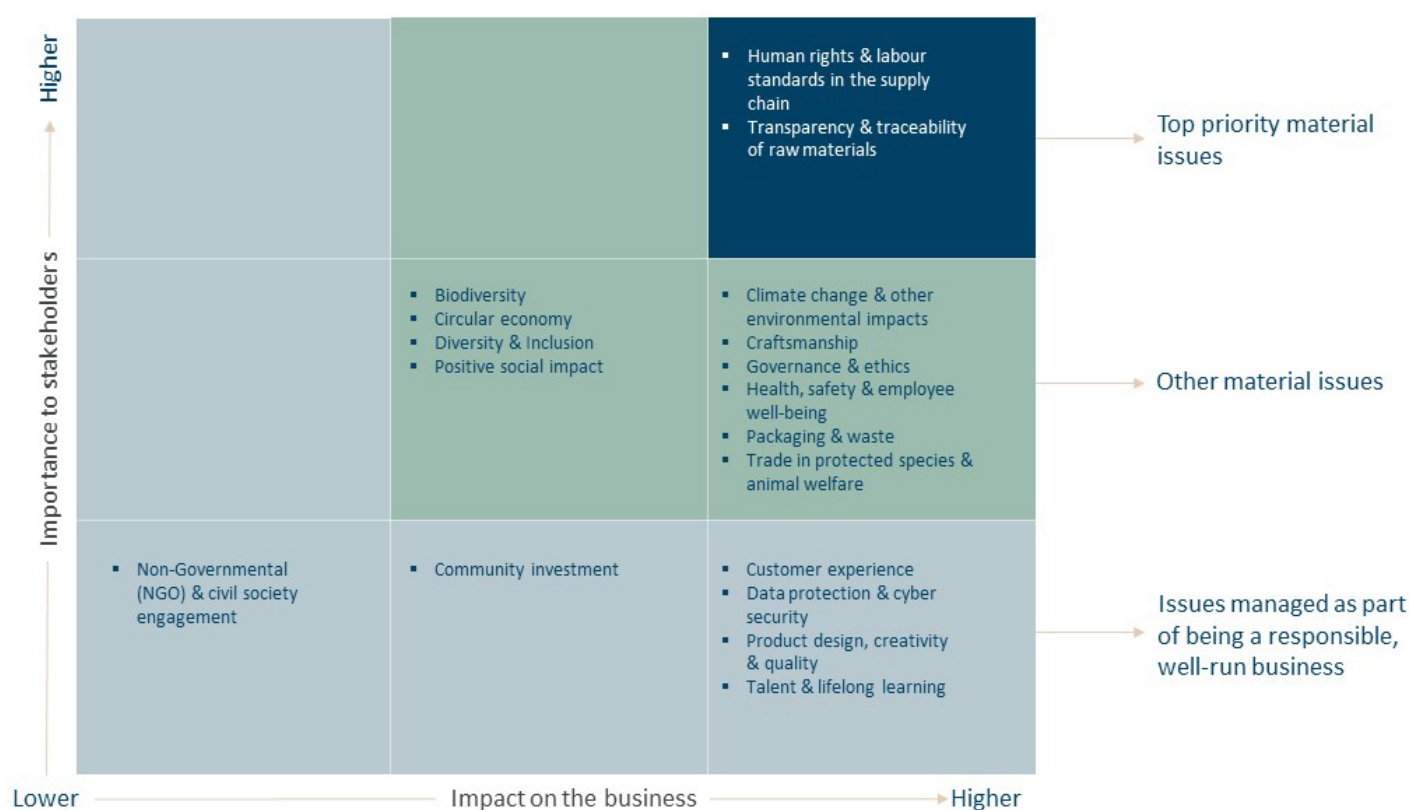 Higher
Importance to stakeholders
▪ Human rights & labour
standards in the supply
chain
▪ Transparency & traceability
of raw materials
Top priority material
issues
▪ Biodiversity
▪ Circular economy
▪ Diversity & Inclusion
▪ Positive social impact
▪ Climate change & other
environmental impacts
▪ Craftsmanship
▪ Governance & ethics
▪ Health, safety & employee
well-being
▪ Packaging & waste
▪ Trade in protected species &
animal welfare
Other material issues
▪ Non-Governmental
(NGO) & civil society
engagement
▪ Community investment
▪ Customer experience
▪ Data protection & cyber
security
▪ Product design, creativity
& quality
▪ Talent & lifelong learning
Issues managed as part
of being a responsible,
well-run business
Lower
Impact on the business
Higher